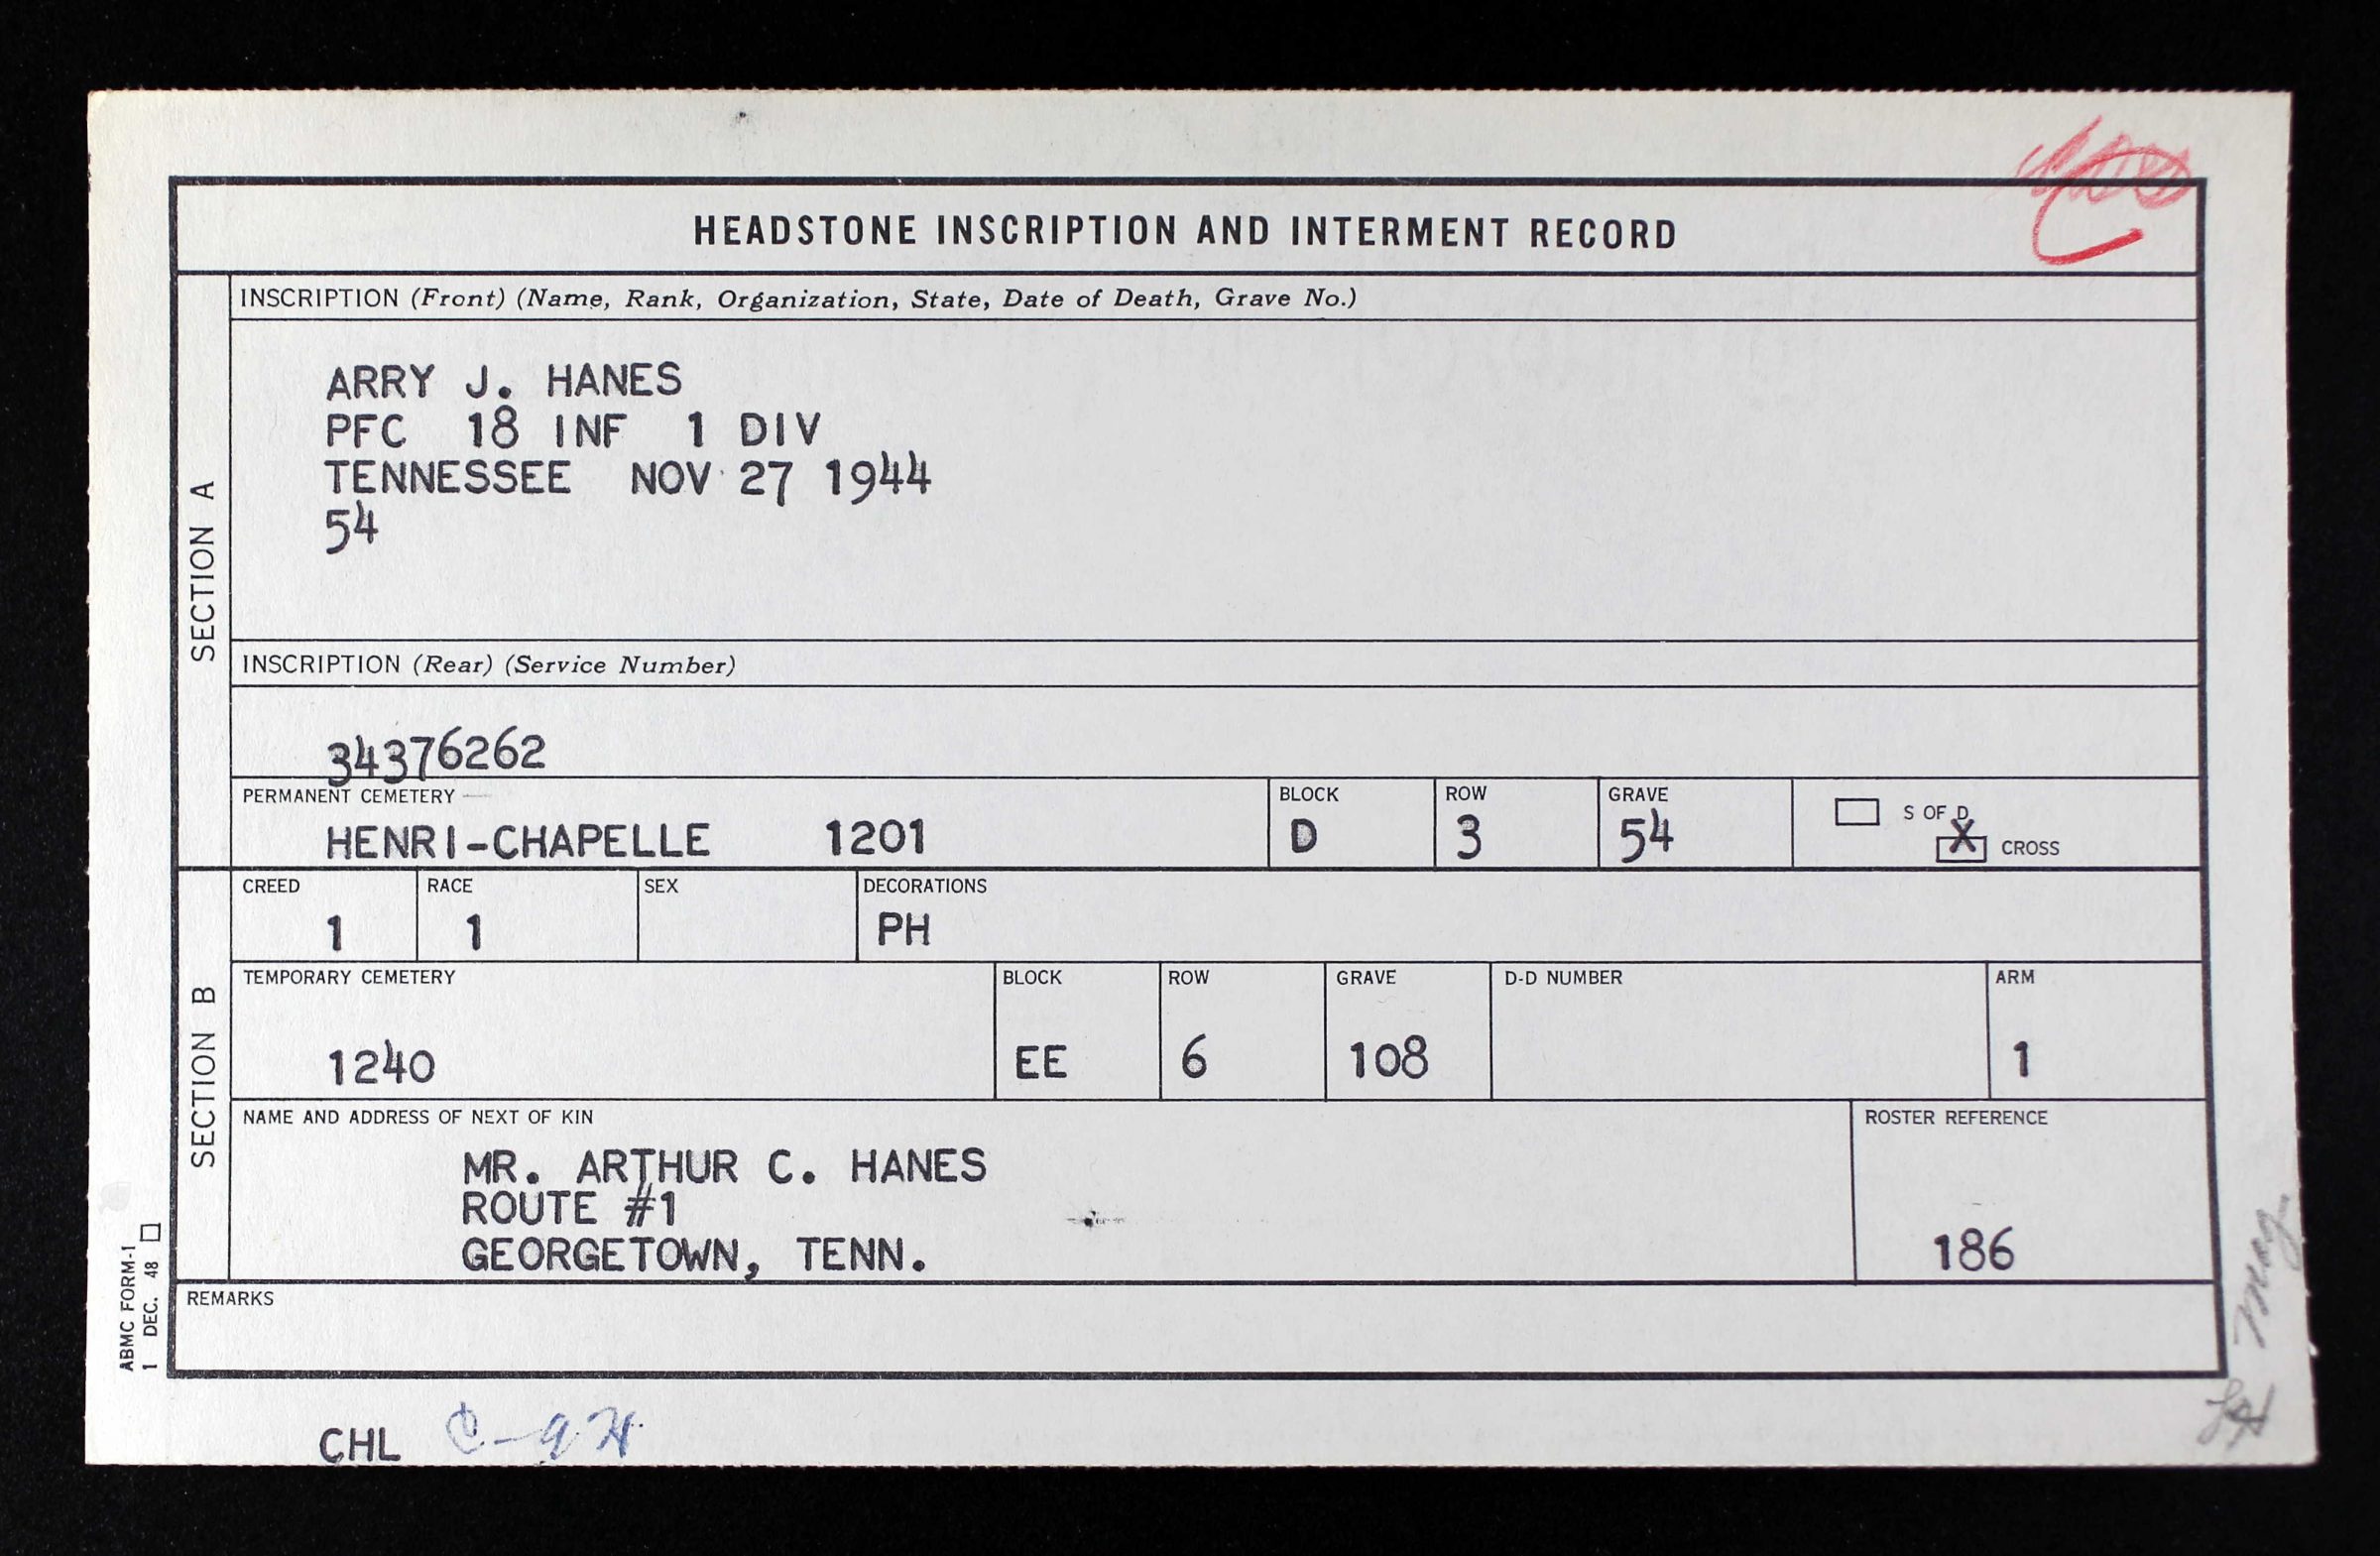 HEADSTONE INSCRIPTION AND INTERMENT RECORD
SECTION A
INSCRIPTION (Front) (Name, Rank, Organization, State, Date of Death, Grave No.)
ARRY J. HANES
PFC 18 INF 1 DIV
TENNESSEE NOV 27 1944
54
INSCRIPTION (Rear) (Service Number)
34376262
PERMANENT CEMETERY BLOCK ROW GRAVE
HENRI-CHAPELLE 1201 D 3 54
S OF D
X CROSS
SECTION B
CREED RACE SEX DECORATIONS
1 1 PH
TEMPORARY CEMETERY BLOCK ROW GRAVE D-D NUMBER ARM
1240 EE 6 108 1
NAME AND ADDRESS OF NEXT OF KIN ROSTER REFERENCE
MR. ARTHUR C. HANES
ROUTE #1
GEORGETOWN, TENN.
186
REMARKS
ABMC FORM-1
1 DEC. 48
CHL